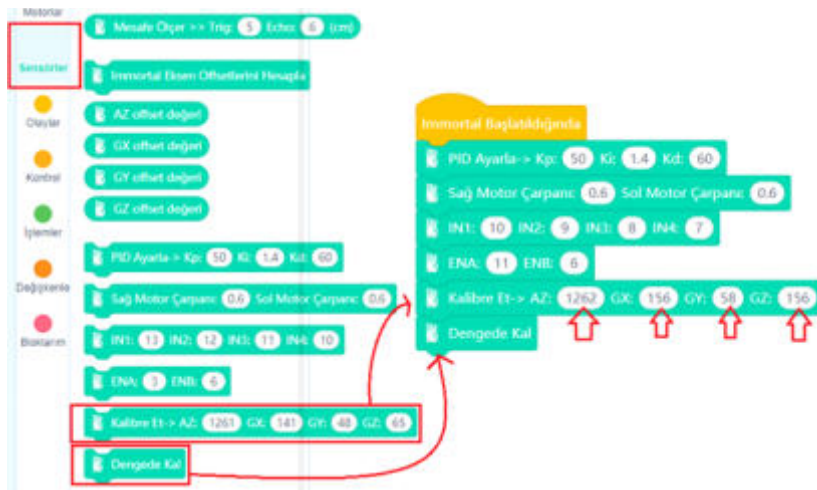 Motorlar
Sensörler
Olaylar
Kontrol
İşlemler
Değişkenle
Bloklarım
Mesafe Ölçer >> Trig: 5 Echo: 6 (cm)
Immortal Eksen Offsetlerini Hesapla
AZ offset değeri
GX offset değeri
GY offset değeri
GZ offset değeri
PID Ayarla-> Kp: 50 Ki: 1.4 Kd: 60
Sağ Motor Çarpanı: 0.6 Sol Motor Çarpanı: 0.6
IN1: 13 IN2: 12 IN3: 11 IN4: 10
ENA: 3 ENB: 6
Kalibre Et-> AZ: 1261 GX: 141 GY: 48 GZ: 65
Dengede Kal
Immortal Başlatıldığında
PID Ayarla-> Kp: 50 Ki: 1.4 Kd: 60
Sağ Motor Çarpanı: 0.6 Sol Motor Çarpanı: 0.6
IN1: 10 IN2: 9 IN3: 8 IN4: 7
ENA: 11 ENB: 6
Kalibre Et-> AZ: 1262 GX: 156 GY: 58 GZ: 156
Dengede Kal